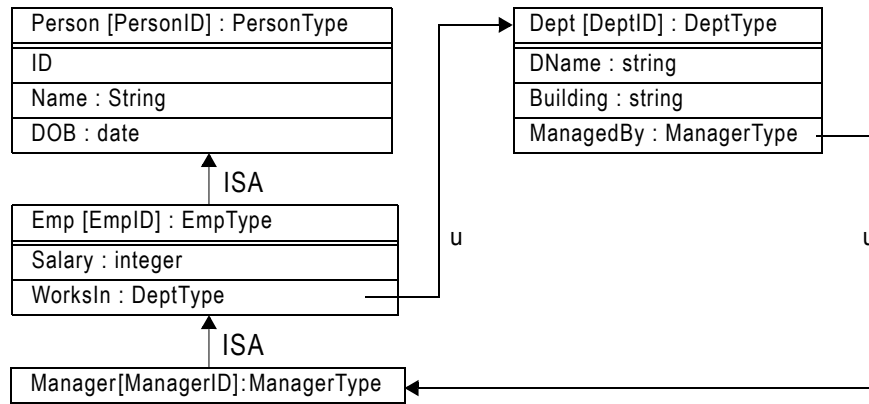 Person [PersonID] : PersonType
ID
Name : String
DOB : date
ISA
Emp [EmpID] : EmpType
Salary : integer
WorksIn : DeptType
ISA
Manager[ManagerID]:ManagerType
Dept [DeptID] : DeptType
DName : string
Building : string
ManagedBy : ManagerType
u
u